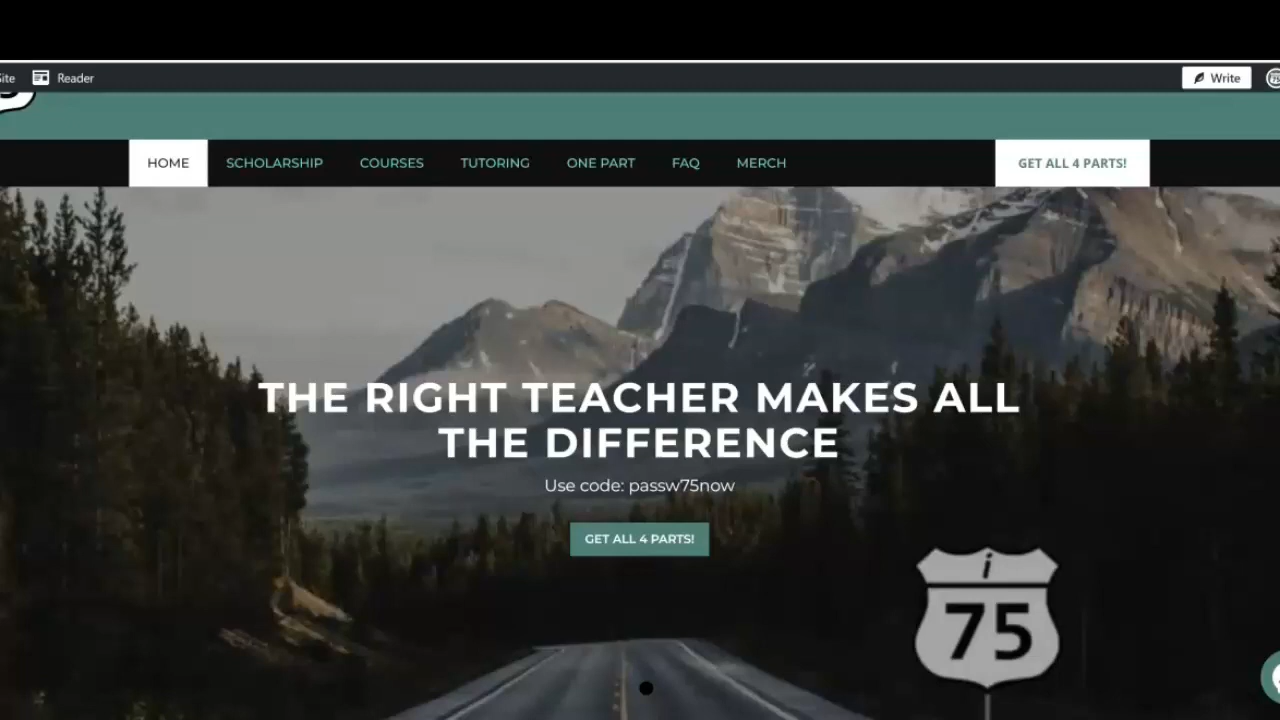 Site
Reader
Write
HOME
SCHOLARSHIP
COURSES
TUTORING
ONE PART
FAQ
MERCH
GET ALL 4 PARTS!
THE RIGHT TEACHER MAKES ALL
THE DIFFERENCE
Use code: passw75now
GET ALL 4 PARTS!
i
75